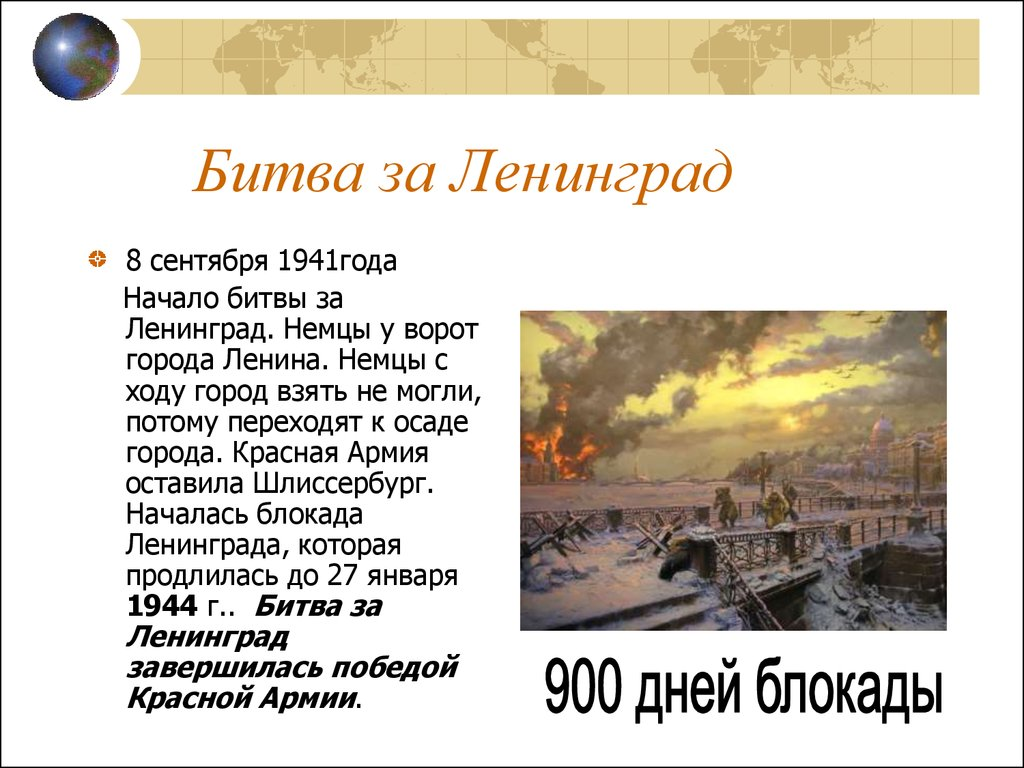 Битва за Ленинград
8 сентября 1941года
Начало битвы за
Ленинград. Немцы у ворот
города Ленина. Немцы с
ходу город взять не могли,
потому переходят к осаде
города. Красная Армия
оставила Шлиссербург.
Началась блокада
Ленинграда, которая
продлилась до 27 января
1944 г.. Битва за
Ленинград
завершилась победой
Красной Армии.
900 дней блокады